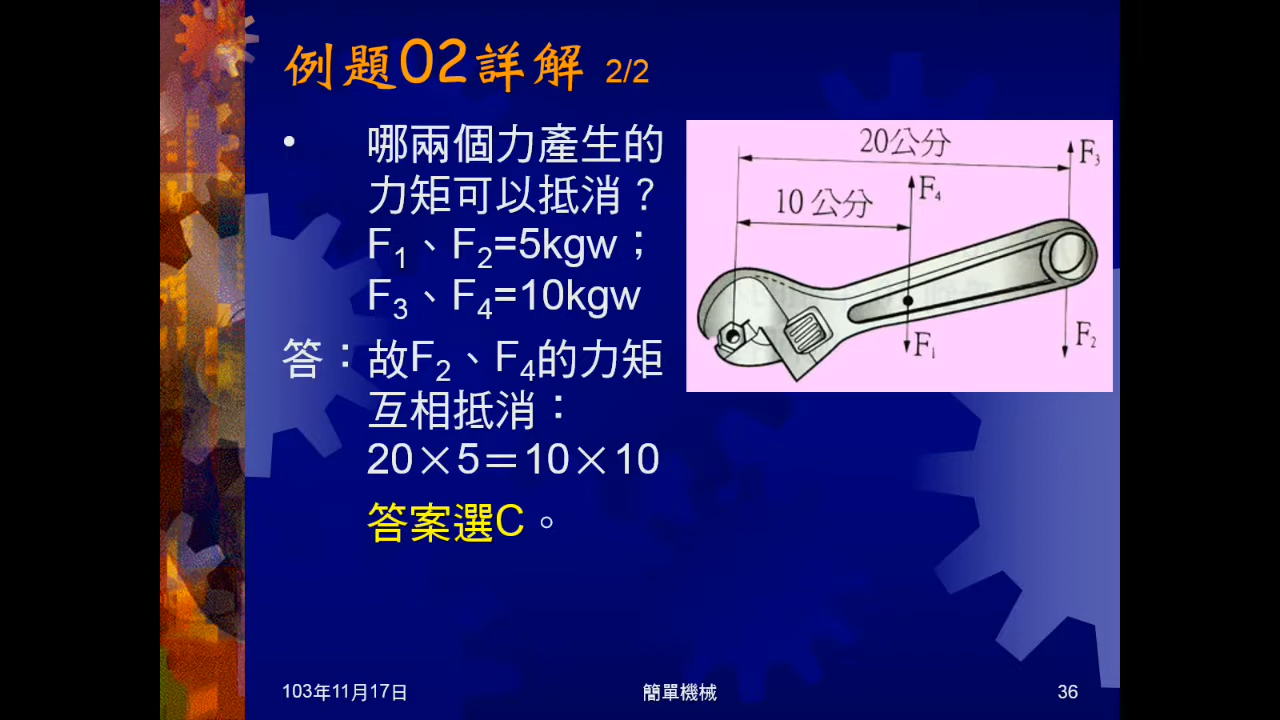 例題02詳解 2/2
• 哪兩個力產生的
力矩可以抵消？
F₁、F₂=5kgw；
F₃、F₄=10kgw
答：故F₂、F₄的力矩
互相抵消：
20×5＝10×10
答案選C。
20公分
F₃
10公分
F₄
F₁
F₂
103年11月17日
簡單機械
36